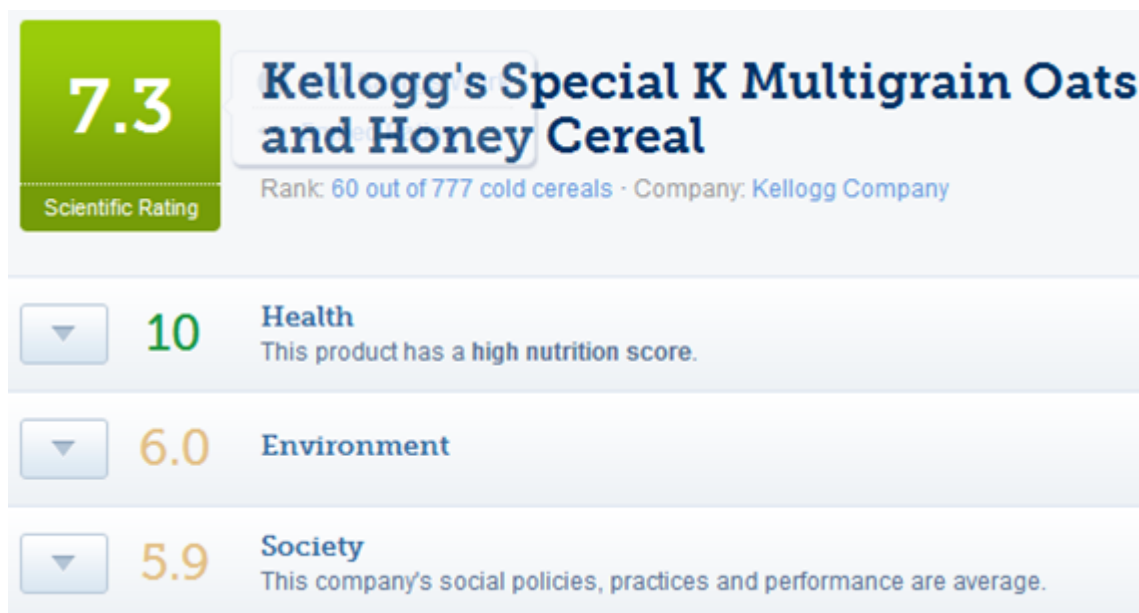 7.3
Scientific Rating
Kellogg's Special K Multigrain Oats
and Honey Cereal
Rank: 60 out of 777 cold cereals · Company: Kellogg Company
10
Health
This product has a high nutrition score.
6.0
Environment
5.9
Society
This company's social policies, practices and performance are average.